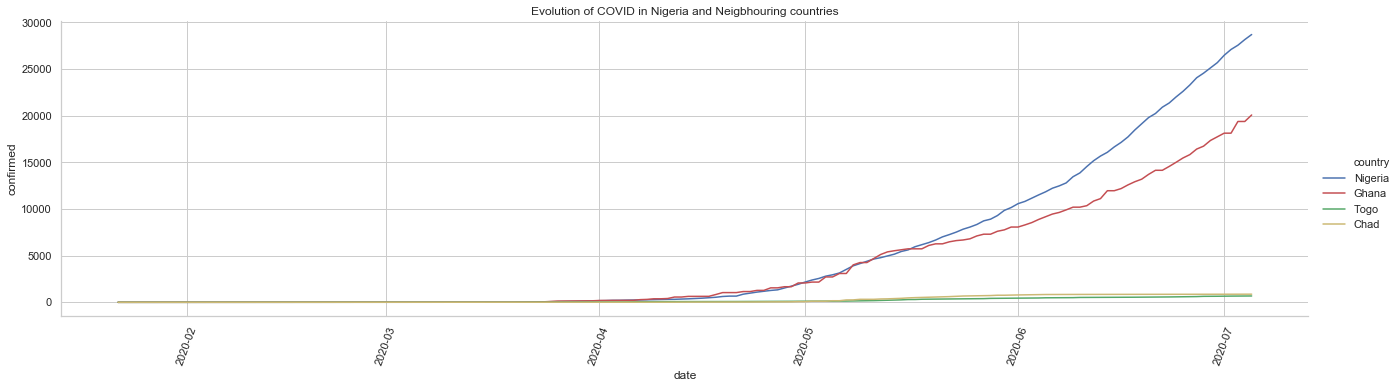 Evolution of COVID in Nigeria and Neigbhouring countries
30000
25000
20000
15000
10000
5000
0
confirmed
2020-02
2020-03
2020-04
2020-05
2020-06
2020-07
date
country
Nigeria
Ghana
Togo
Chad